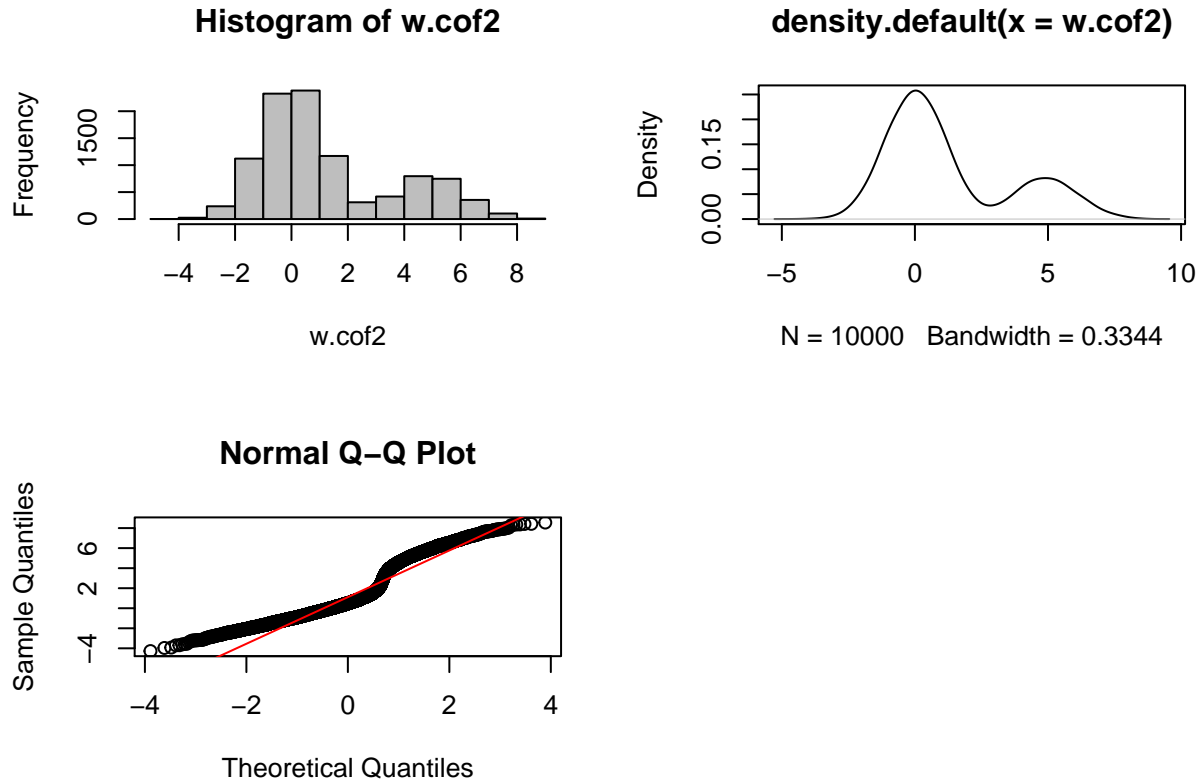 Histogram of w.cof2
Frequency
0
1500
−4 −2 0 2 4 6 8
w.cof2
density.default(x = w.cof2)
Density
0.00
0.15
−5 0 5 10
N = 10000 Bandwidth = 0.3344
Normal Q−Q Plot
Sample Quantiles
−4
2
6
−4 −2 0 2 4
Theoretical Quantiles